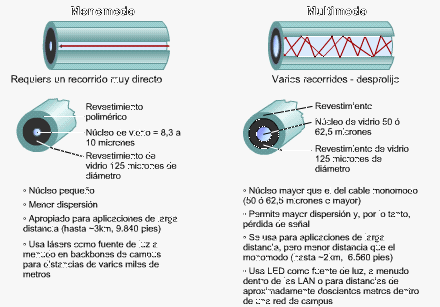 Monomodo
Multimodo
Requiere un recorrido muy directo
Varios recorridos - desprolijo
Revestimiento
polimérico
Núcleo de vidrio = 8,3 a
10 micrones
Revestimiento de
vidrio 125 micrones de
diámetro
Revestimiento
Núcleo de vidrio 50 ó
62,5 micrones
Revestimiento de vidrio
125 micrones de
diámetro
◦ Núcleo pequeño
◦ Menor dispersión
◦ Apropiado para aplicaciones de larga
distancia (hasta ~3km, 9.840 pies)
◦ Usa lásers como fuente de luz a
menudo en backbones de campus
para distancias de varios miles de
metros
◦ Núcleo mayor que el del cable monomodo
(50 ó 62,5 micrones o mayor)
◦ Permite mayor dispersión y, por lo tanto,
pérdida de señal
◦ Se usa para aplicaciones de larga
distancia, pero menor distancia que el
monomodo (hasta ~2km, 6.560 pies)
◦ Usa LED como fuente de luz, a menudo
dentro de las LAN o para distancias de
aproximadamente doscientos metros dentro
de una red de campus